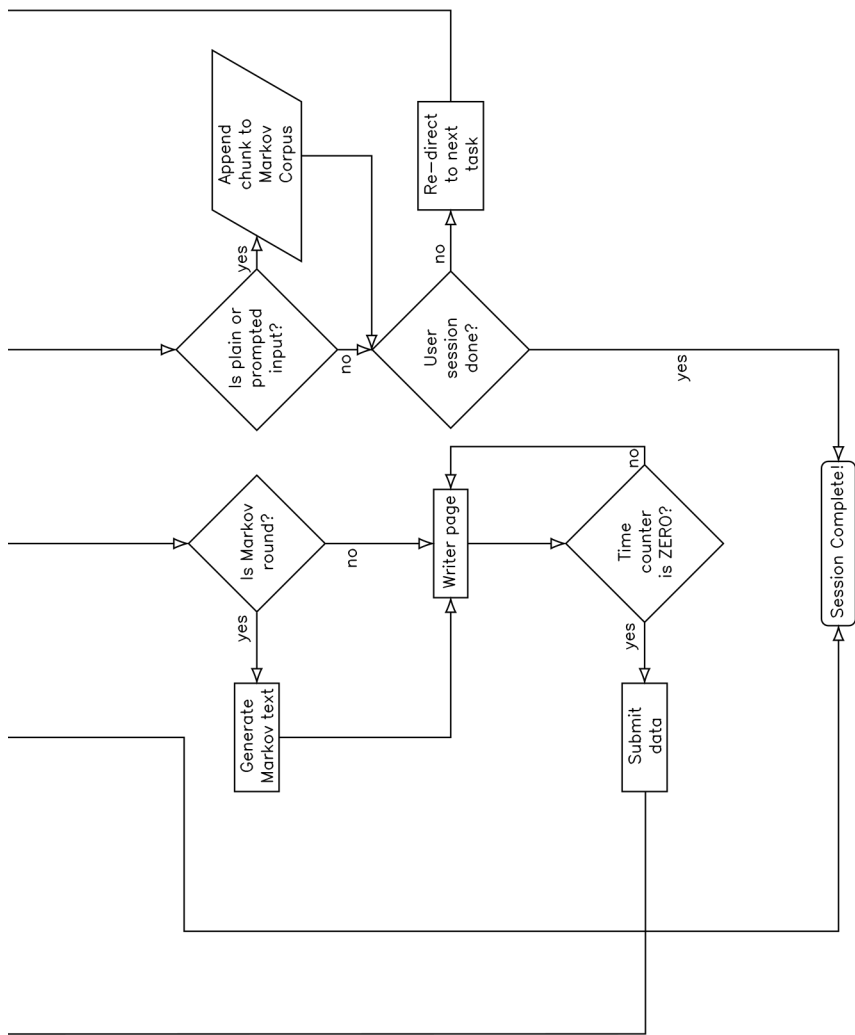 Append
chunk to
Markov
Corpus
yes
Is plain or
prompted
input?
no
Re-direct
to next
task
no
User
session
done?
yes
Is Markov
round?
no
yes
Generate
Markov text
Writer page
no
Time
counter
is ZERO?
yes
Submit
data
Session Complete!